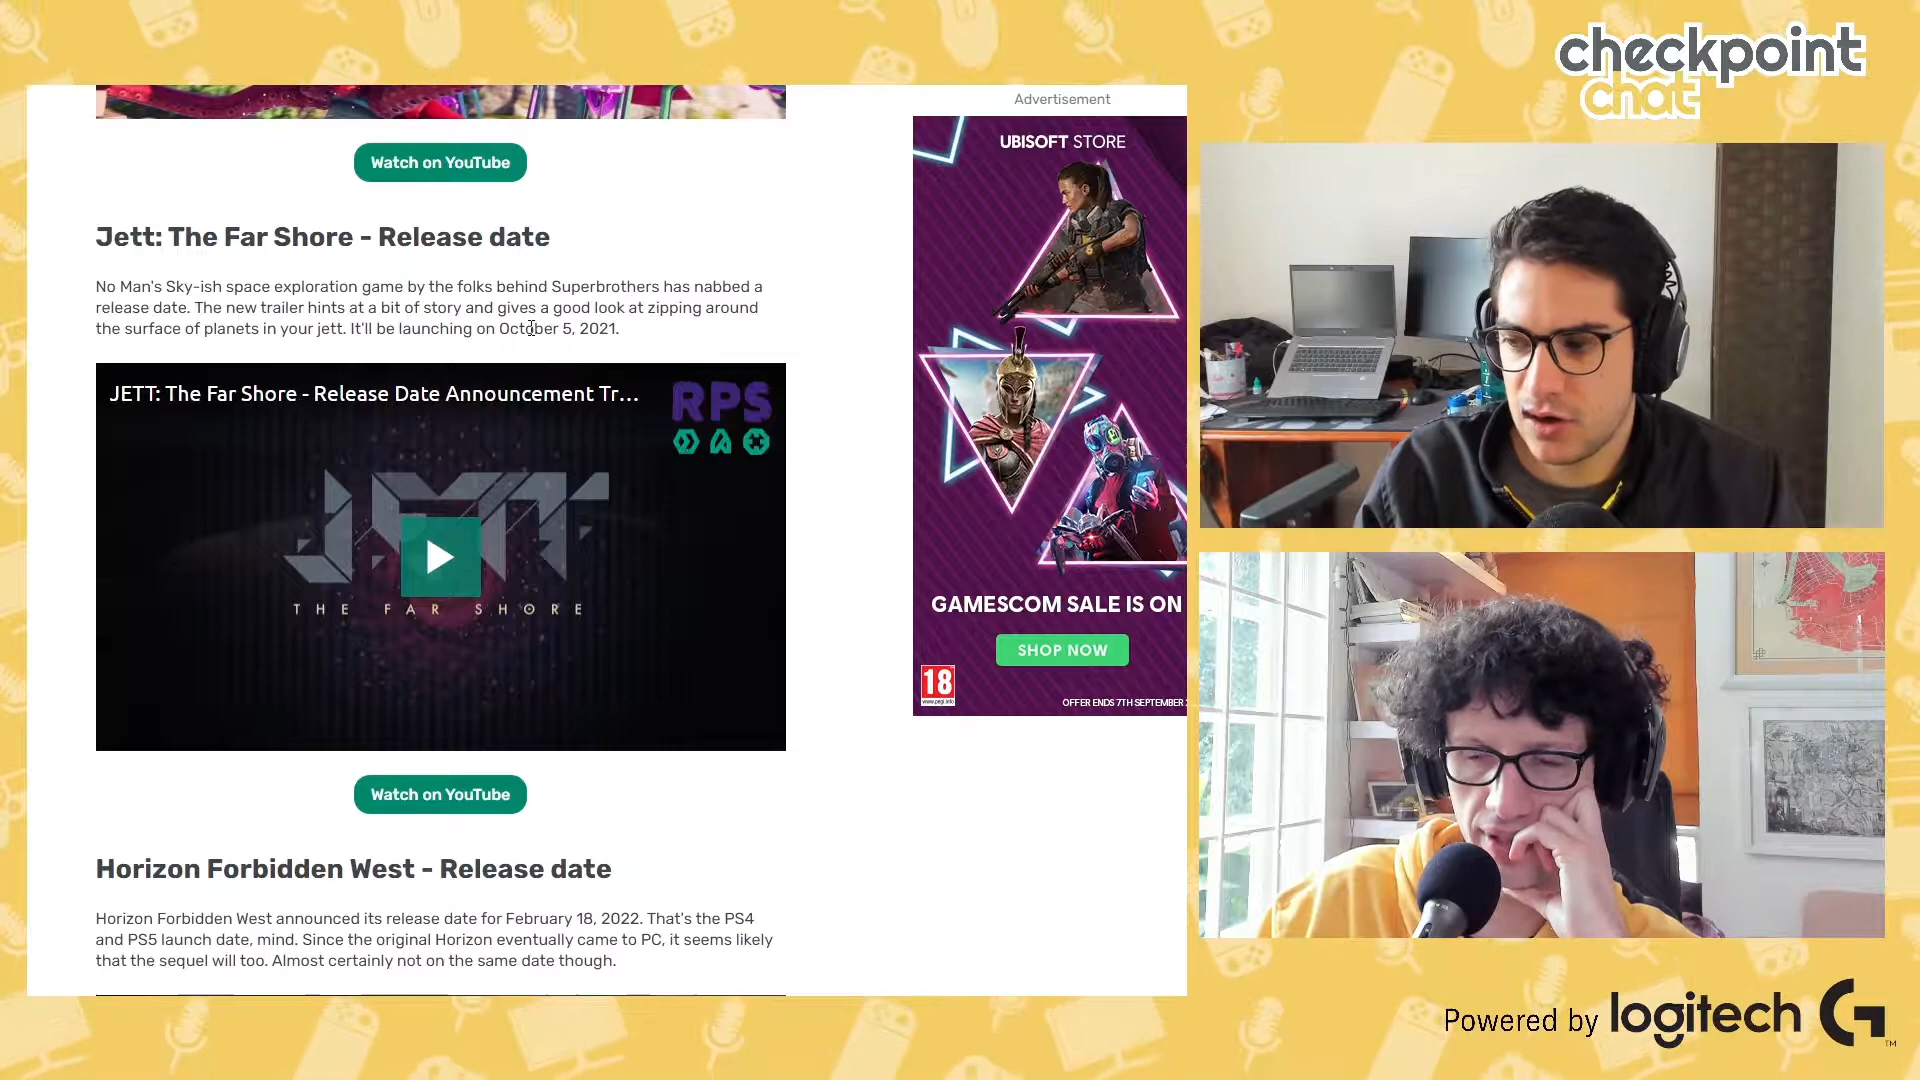 checkpoint
chat
Advertisement
UBISOFT STORE
Watch on YouTube
Jett: The Far Shore - Release date
No Man's Sky-ish space exploration game by the folks behind Superbrothers has nabbed a
release date. The new trailer hints at a bit of story and gives a good look at zipping around
the surface of planets in your jett. It'll be launching on October 5, 2021.
JETT: The Far Shore - Release Date Announcement Tr...
RPS
JETT
THE FAR SHORE
GAMESCOM SALE IS ON
SHOP NOW
18
www.pegi.info
OFFER ENDS 7TH SEPTEMBER
Watch on YouTube
Horizon Forbidden West - Release date
Horizon Forbidden West announced its release date for February 18, 2022. That's the PS4
and PS5 launch date, mind. Since the original Horizon eventually came to PC, it seems likely
that the sequel will too. Almost certainly not on the same date though.
Powered by logitech G
TM